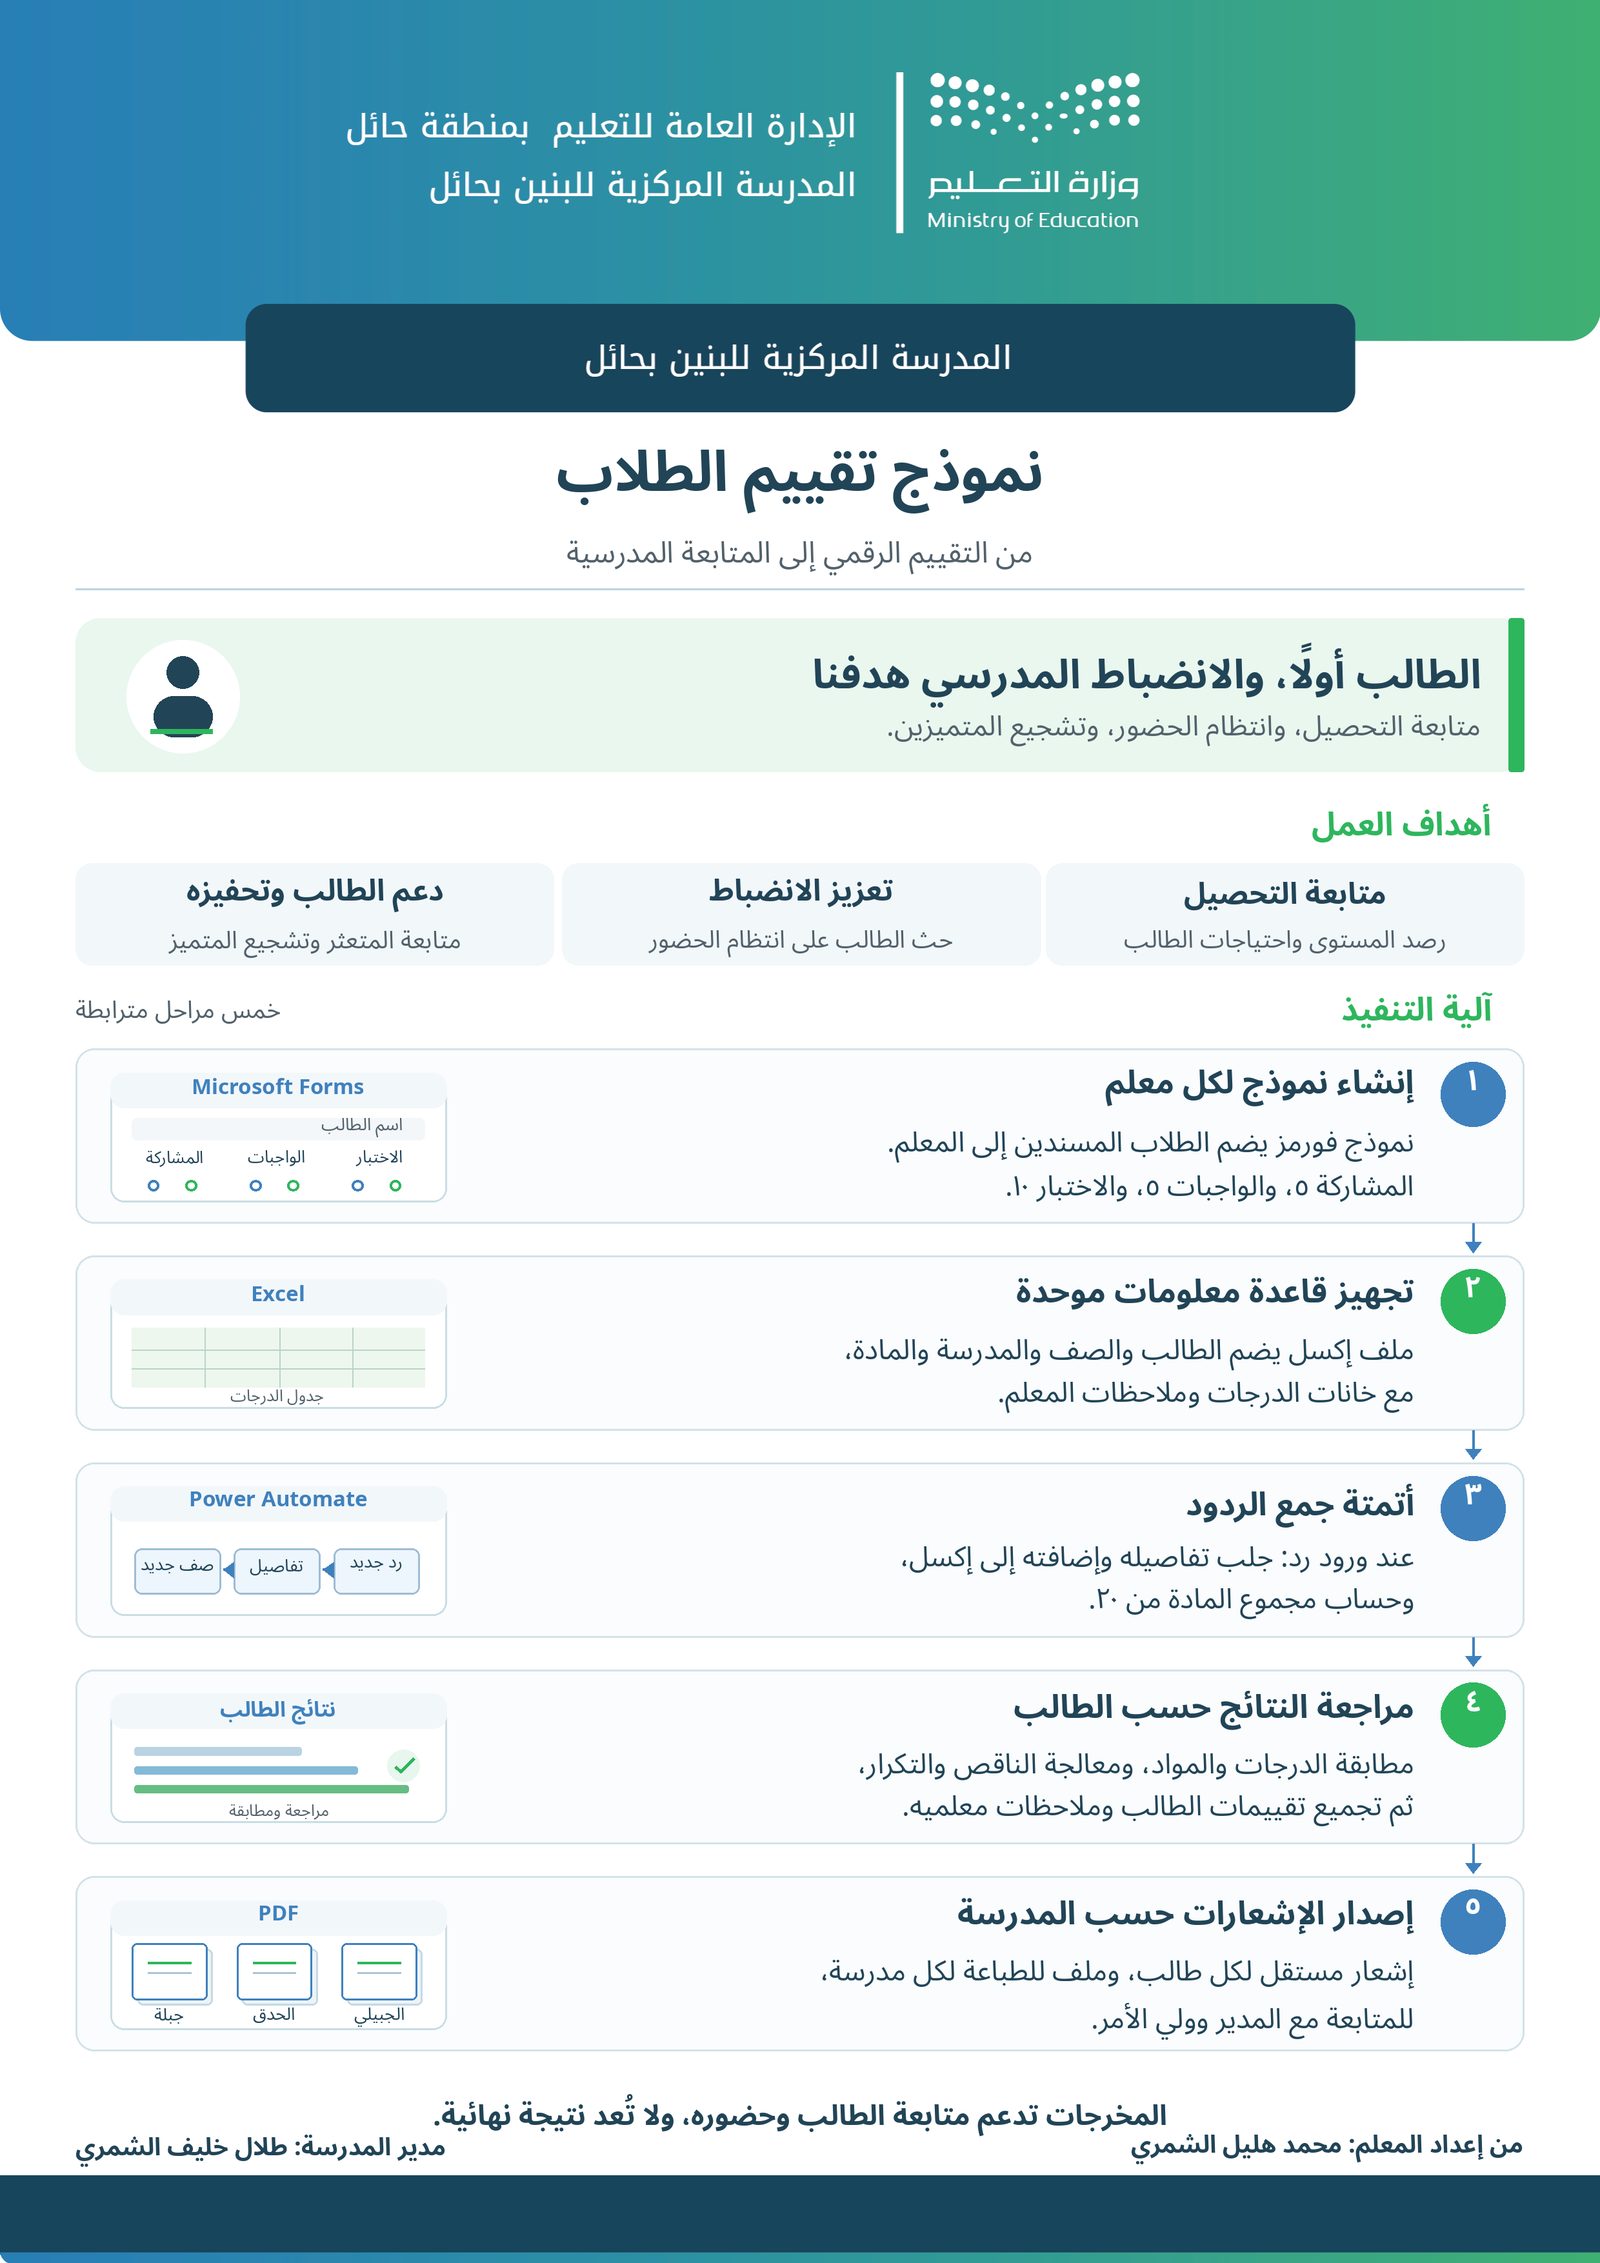 وزارة التعليم
Ministry of Education
الإدارة العامة للتعليم بمنطقة حائل
المدرسة المركزية للبنين بحائل
المدرسة المركزية للبنين بحائل
نموذج تقييم الطلاب
من التقييم الرقمي إلى المتابعة المدرسية
الطالب أولًا، والانضباط المدرسي هدفنا
متابعة التحصيل، وانتظام الحضور، وتشجيع المتميزين.
أهداف العمل
متابعة التحصيل
رصد المستوى واحتياجات الطالب
تعزيز الانضباط
حث الطالب على انتظام الحضور
دعم الطالب وتحفيزه
متابعة المتعثر وتشجيع المتميز
آلية التنفيذ
خمس مراحل مترابطة
١
إنشاء نموذج لكل معلم
نموذج فورمز يضم الطلاب المسندين إلى المعلم.
المشاركة ٥، والواجبات ٥، والاختبار ١٠.
Microsoft Forms
اسم الطالب
الاختبار الواجبات المشاركة
٢
تجهيز قاعدة معلومات موحدة
ملف إكسل يضم الطالب والصف والمدرسة والمادة،
مع خانات الدرجات وملاحظات المعلم.
Excel
جدول الدرجات
٣
أتمتة جمع الردود
عند ورود رد: جلب تفاصيله وإضافته إلى إكسل،
وحساب مجموع المادة من ٢٠.
Power Automate
رد جديد تفاصيل صف جديد
٤
مراجعة النتائج حسب الطالب
مطابقة الدرجات والمواد، ومعالجة الناقص والتكرار،
ثم تجميع تقييمات الطالب وملاحظات معلميه.
نتائج الطالب
مراجعة ومطابقة
٥
إصدار الإشعارات حسب المدرسة
إشعار مستقل لكل طالب، وملف للطباعة لكل مدرسة،
للمتابعة مع المدير وولي الأمر.
PDF
الجبيلي الحدق جبلة
المخرجات تدعم متابعة الطالب وحضوره، ولا تُعد نتيجة نهائية.
من إعداد المعلم: محمد هليل الشمري
مدير المدرسة: طلال خليف الشمري